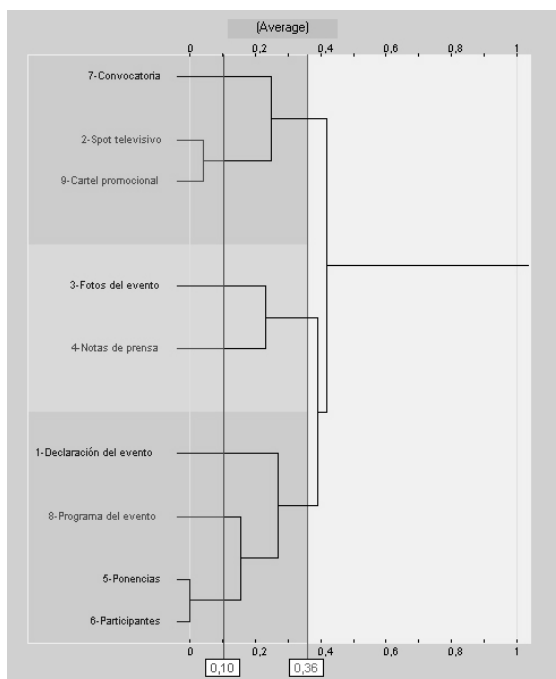 (Average)
0 0,2 0,4 0,6 0,8 1
7-Convocatoria
2-Spot televisivo
9-Cartel promocional
3-Fotos del evento
4-Notas de prensa
1-Declaración del evento
8-Programa del evento
5-Ponencias
6-Participantes
0 0,2 0,4 0,6 0,8 1
0,10 0,36